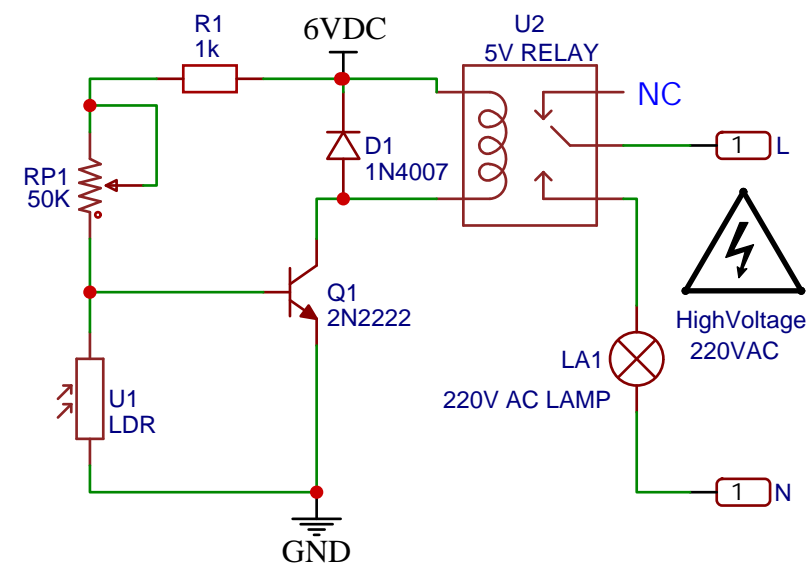 R1
1k
6VDC
U2
5V RELAY
NC
D1
1N4007
1 L
RP1
50K
Q1
2N2222
HighVoltage
220VAC
LA1
220V AC LAMP
U1
LDR
1 N
GND